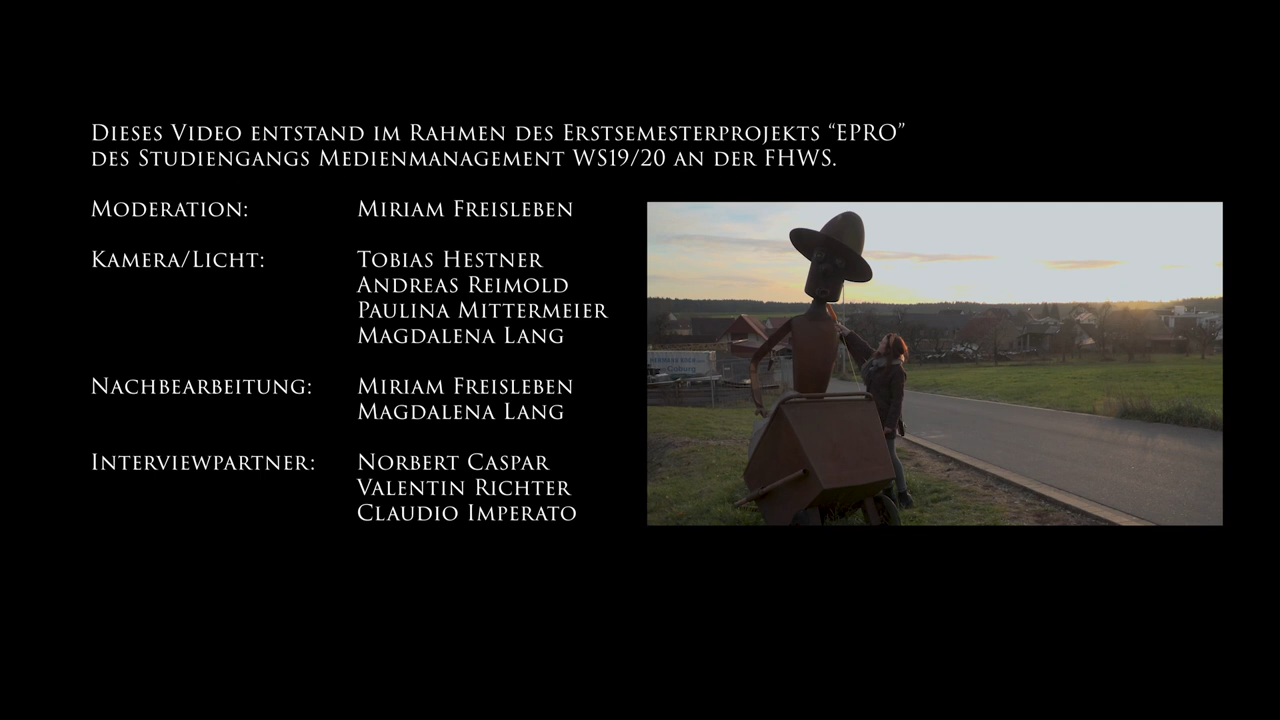 Dieses Video entstand im Rahmen des Erstsemesterprojekts “EPRO”
des Studiengangs Medienmanagement WS19/20 an der FHWS.
Moderation: Miriam Freisleben
Kamera/Licht: Tobias Hestner
Andreas Reimold
Paulina Mittermeier
Magdalena Lang
Nachbearbeitung: Miriam Freisleben
Magdalena Lang
Interviewpartner: Norbert Caspar
Valentin Richter
Claudio Imperato